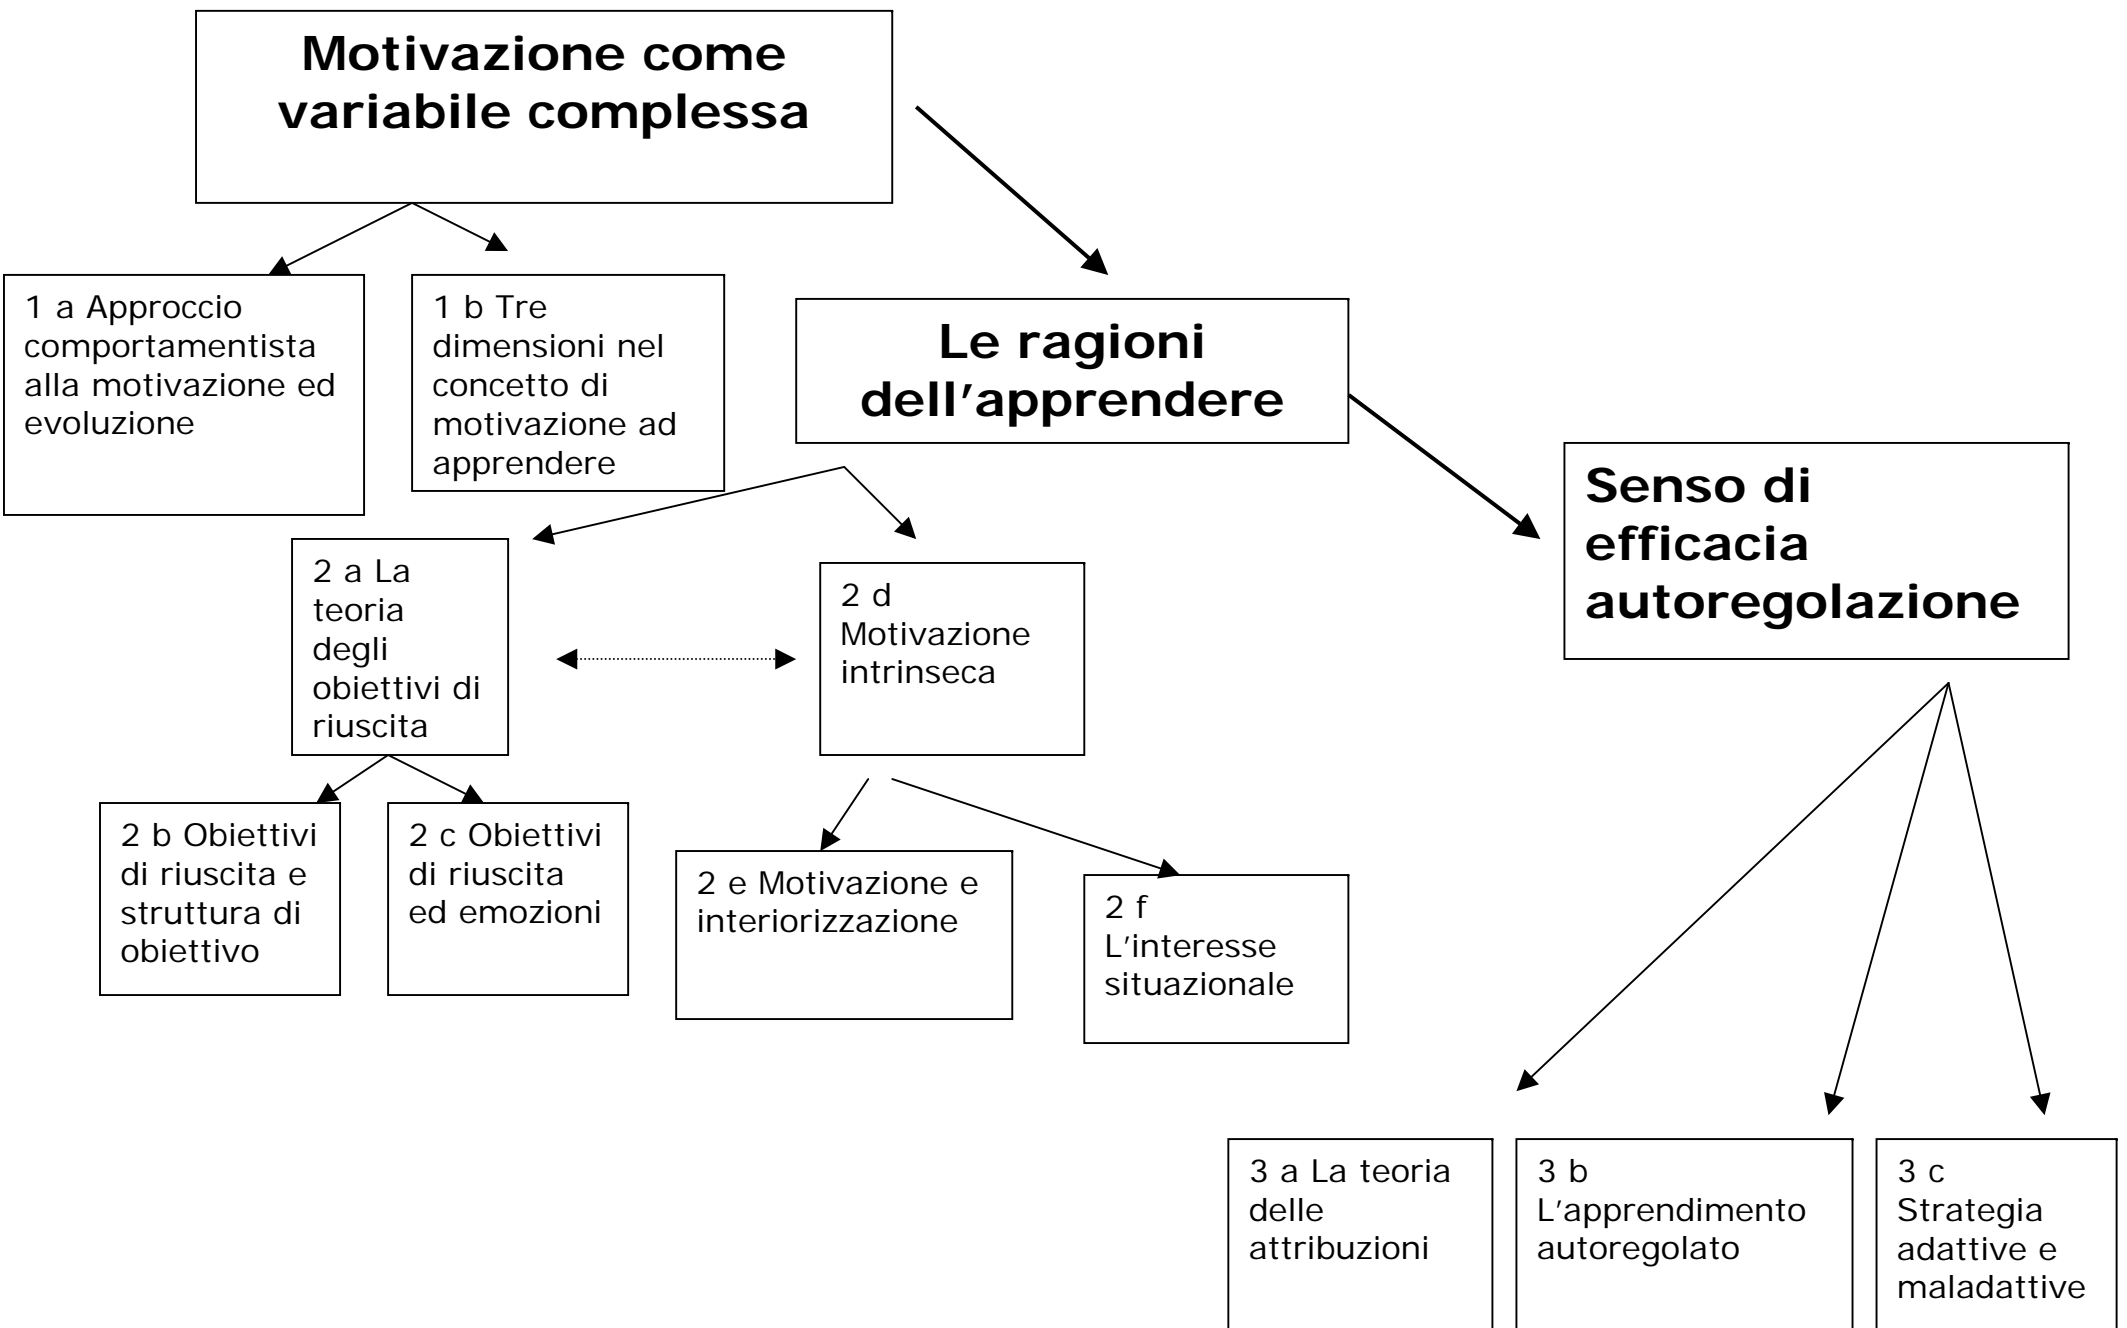 Motivazione come
variabile complessa
1 a Approccio
comportamentista
alla motivazione ed
evoluzione
1 b Tre
dimensioni nel
concetto di
motivazione ad
apprendere
Le ragioni
dell’apprendere
Senso di
efficacia
autoregolazione
2 a La
teoria
degli
obiettivi di
riuscita
2 d
Motivazione
intrinseca
2 b Obiettivi
di riuscita e
struttura di
obiettivo
2 c Obiettivi
di riuscita
ed emozioni
2 e Motivazione e
interiorizzazione
2 f
L’interesse
situazionale
3 a La teoria
delle
attribuzioni
3 b
L’apprendimento
autoregolato
3 c
Strategia
adattive e
maladattive